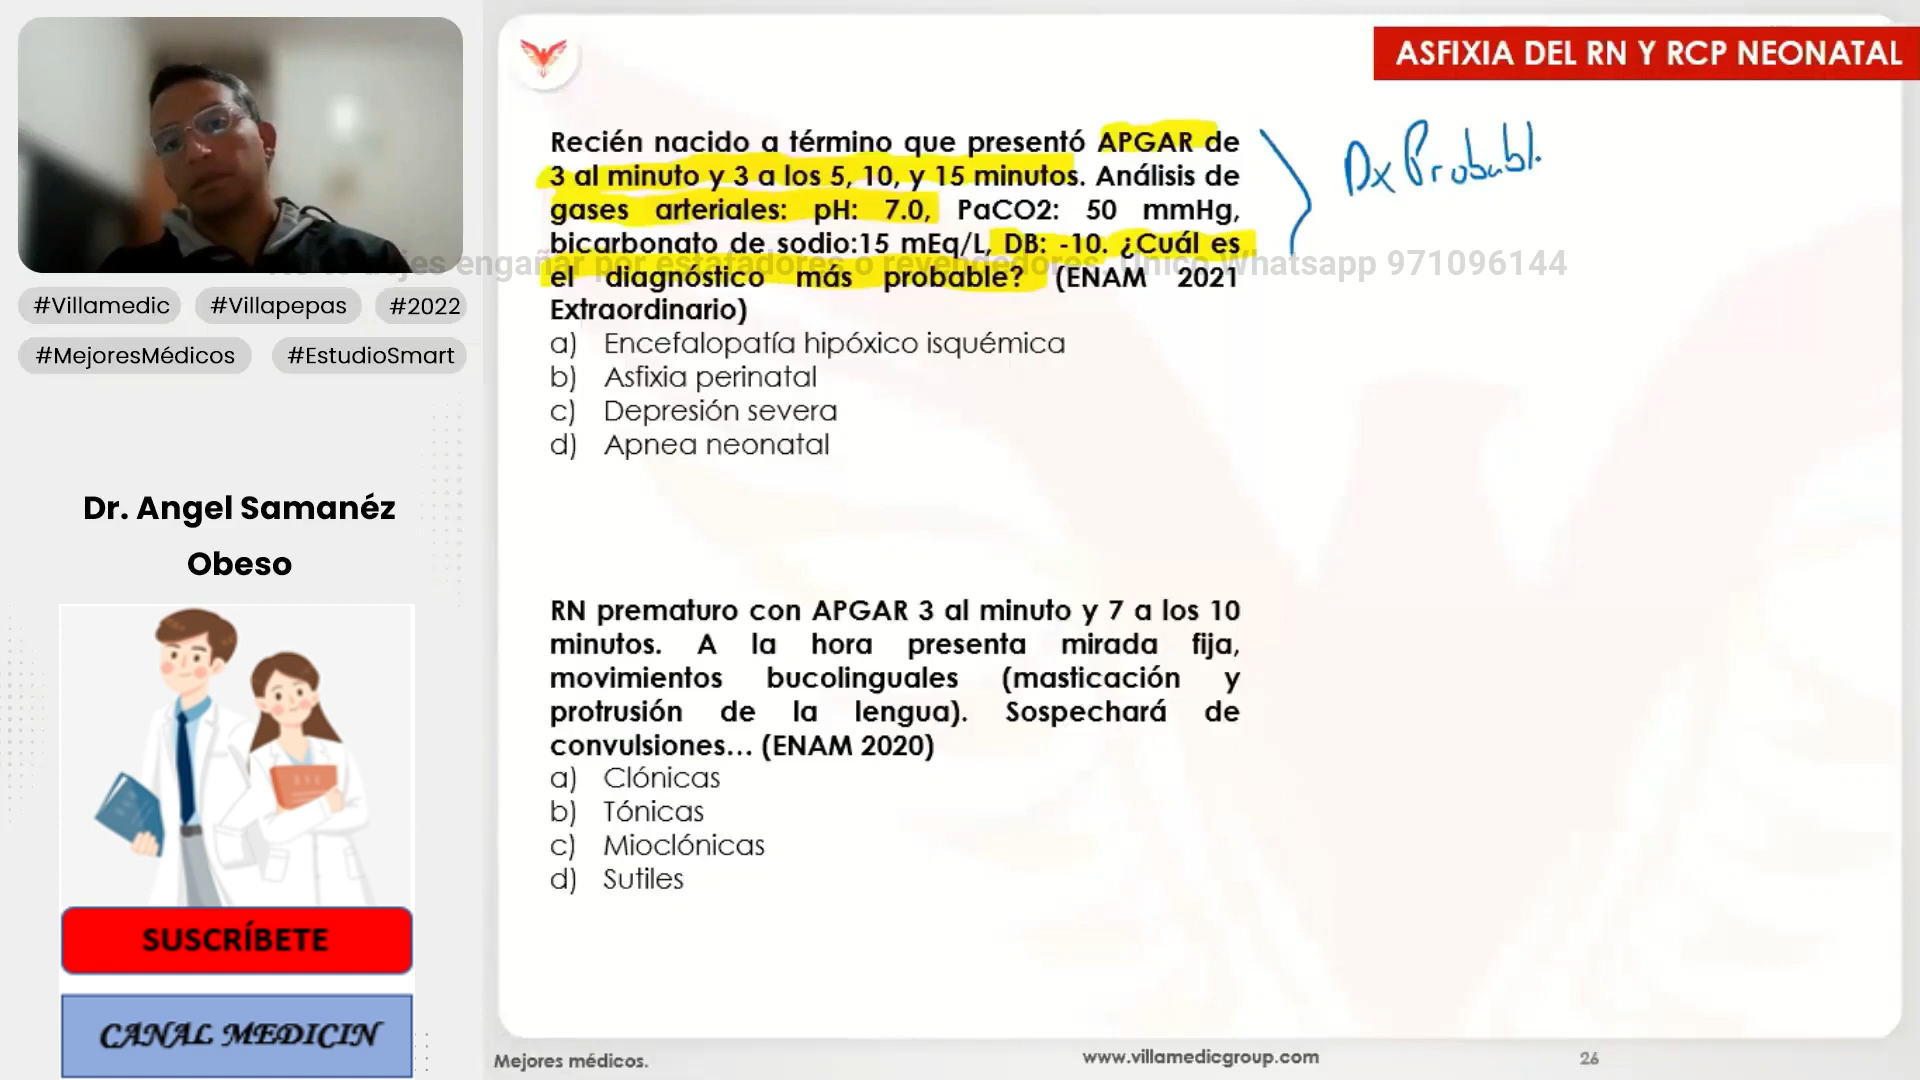 ASFIXIA DEL RN Y RCP NEONATAL
Recién nacido a término que presentó APGAR de
3 al minuto y 3 a los 5, 10, y 15 minutos. Análisis de
gases arteriales: pH: 7.0, PaCO2: 50 mmHg,
bicarbonato de sodio:15 mEq/L, DB: -10. ¿Cuál es
el diagnóstico más probable? (ENAM 2021
Extraordinario)
a) Encefalopatía hipóxico isquémica
b) Asfixia perinatal
c) Depresión severa
d) Apnea neonatal
Dx Probabl.
engañar por estafadores o revendedores. Único Whatsapp 971096144
#Villamedic #Villapepas #2022
#MejoresMédicos #EstudioSmart
Dr. Angel Samanéz
Obeso
RN prematuro con APGAR 3 al minuto y 7 a los 10
minutos. A la hora presenta mirada fija,
movimientos bucolinguales (masticación y
protrusión de la lengua). Sospechará de
convulsiones... (ENAM 2020)
a) Clónicas
b) Tónicas
c) Mioclónicas
d) Sutiles
SUSCRÍBETE
CANAL MEDICIN
Mejores médicos.
www.villamedicgroup.com
26